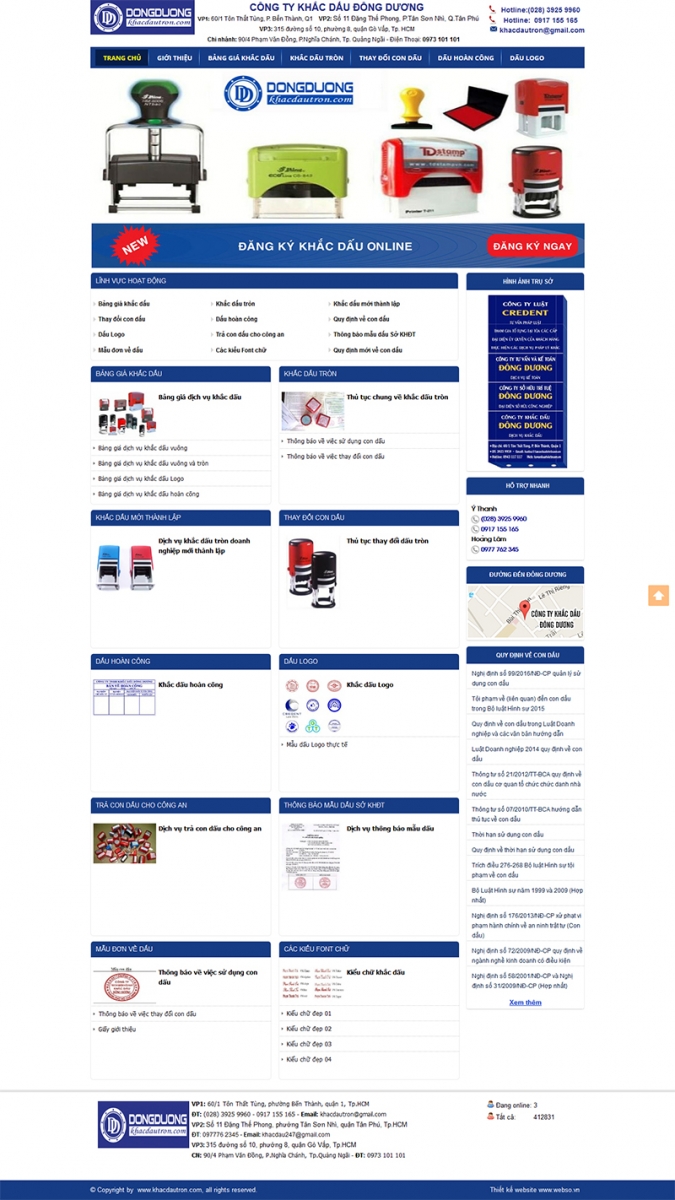 DONGDUONG
khacdautron.com
CÔNG TY KHẮC DẤU ĐÔNG DƯƠNG
VP1: 60/1 Tôn Thất Tùng, P. Bến Thành, Q1 VP2: Số 11 Đặng Thế Phong, P.Tân Sơn Nhì, Q.Tân Phú
VP3: 315 đường số 10, phường 8, quận Gò Vấp, Tp. HCM
Chi nhánh: 90/4 Phạm Văn Đồng, P.Nghĩa Chánh, Tp. Quảng Ngãi - Điện Thoại: 0973 101 101
Hotline:(028) 3925 9960
Hotline: 0917 155 165
khacdautron@gmail.com
TRANG CHỦ GIỚI THIỆU BẢNG GIÁ KHẮC DẤU KHẮC DẤU TRÒN THAY ĐỔI CON DẤU DẤU HOÀN CÔNG DẤU LOGO
DONGDUONG
khacdautron.com
Shiny
TDstamp
NEW
ĐĂNG KÝ KHẮC DẤU ONLINE
ĐĂNG KÝ NGAY
LĨNH VỰC HOẠT ĐỘNG
Bảng giá khắc dấu Khắc dấu tròn Khắc dấu mới thành lập
Thay đổi con dấu Dấu hoàn công Quy định về con dấu
Dấu Logo Trả con dấu cho công an Thông báo mẫu dấu Sở KHĐT
Mẫu đơn về dấu Các kiểu Font chữ Quy định mới về con dấu
BẢNG GIÁ KHẮC DẤU
Bảng giá dịch vụ khắc dấu
Bảng giá dịch vụ khắc dấu vuông
Bảng giá dịch vụ khắc dấu vuông và tròn
Bảng giá dịch vụ khắc dấu Logo
Bảng giá dịch vụ khắc dấu hoàn công
KHẮC DẤU TRÒN
Thủ tục chung về khắc dấu tròn
Thông báo về việc sử dụng con dấu
Thông báo về việc thay đổi con dấu
KHẮC DẤU MỚI THÀNH LẬP
Dịch vụ khắc dấu tròn doanh
nghiệp mới thành lập
THAY ĐỔI CON DẤU
Thủ tục thay đổi dấu tròn
DẤU HOÀN CÔNG
Khắc dấu hoàn công
DẤU LOGO
Khắc dấu Logo
Mẫu dấu Logo thực tế
TRẢ CON DẤU CHO CÔNG AN
Dịch vụ trả con dấu cho công an
THÔNG BÁO MẪU DẤU SỞ KHĐT
Dịch vụ thông báo mẫu dấu
MẪU ĐƠN VỀ DẤU
Thông báo về việc sử dụng con
dấu
Thông báo về việc thay đổi con dấu
Giấy giới thiệu
CÁC KIỂU FONT CHỮ
Kiểu chữ khắc dấu
Kiểu chữ đẹp 01
Kiểu chữ đẹp 02
Kiểu chữ đẹp 03
Kiểu chữ đẹp 04
HÌNH ẢNH TRỤ SỞ
CÔNG TY LUẬT
CREDENT
TƯ VẤN PHÁP LUẬT
CÔNG TY TƯ VẤN VÀ KẾ TOÁN
ĐÔNG DƯƠNG
DỊCH VỤ KẾ TOÁN
CÔNG TY SỞ HỮU TRÍ TUỆ
ĐÔNG DƯƠNG
CÔNG TY KHẮC DẤU
ĐÔNG DƯƠNG
DỊCH VỤ KHẮC DẤU
HỖ TRỢ NHANH
Ý Thanh
(028) 3925 9960
0917 155 165
Hoàng Lâm
0977 762 345
ĐƯỜNG ĐẾN ĐÔNG DƯƠNG
Lê Thị Riêng
CÔNG TY KHẮC DẤU
ĐÔNG DƯƠNG
QUY ĐỊNH VỀ CON DẤU
Nghị định số 99/2016/NĐ-CP quản lý sử
dụng con dấu
Tội phạm về (liên quan) đến con dấu
trong Bộ luật Hình sự 2015
Quy định về con dấu trong Luật Doanh
nghiệp và các văn bản hướng dẫn
Luật Doanh nghiệp 2014 quy định về con
dấu
Thông tư số 21/2012/TT-BCA quy định về
con dấu cơ quan tổ chức chức danh nhà
nước
Thông tư số 07/2010/TT-BCA hướng dẫn
thủ tục về con dấu
Thời hạn sử dụng con dấu
Quy định về thời hạn sử dụng con dấu
Trích điều 276-268 Bộ luật Hình sự tội
phạm về con dấu
Bộ Luật Hình sự năm 1999 và 2009 (Hợp
nhất)
Nghị định số 176/2013/NĐ-CP xử phạt vi
phạm hành chính về an ninh trật tự (Con
dấu)
Nghị định số 72/2009/NĐ-CP quy định về
ngành nghề kinh doanh có điều kiện
Nghị định số 58/2001/NĐ-CP và Nghị
định số 31/2009/NĐ-CP (Hợp nhất)
Xem thêm
DONGDUONG
khacdautron.com
VP1: 60/1 Tôn Thất Tùng, phường Bến Thành, quận 1, Tp.HCM
ĐT: (028) 3925 9960 - 0917 155 165 - Email: khacdautron@gmail.com
VP2: Số 11 Đặng Thế Phong, phường Tân Sơn Nhì, quận Tân Phú, Tp.HCM
ĐT: 097776 2345 - Email: khacdau247@gmail.com
VP3: 315 đường số 10, phường 8, quận Gò Vấp, Tp.HCM
CN: 90/4 Phạm Văn Đồng, P.Nghĩa Chánh, Tp.Quảng Ngãi - ĐT: 0973 101 101
Đang online: 3
Tất cả: 412831
© Copyright by www.khacdautron.com, all rights reserved.
Thiết kế website www.webso.vn